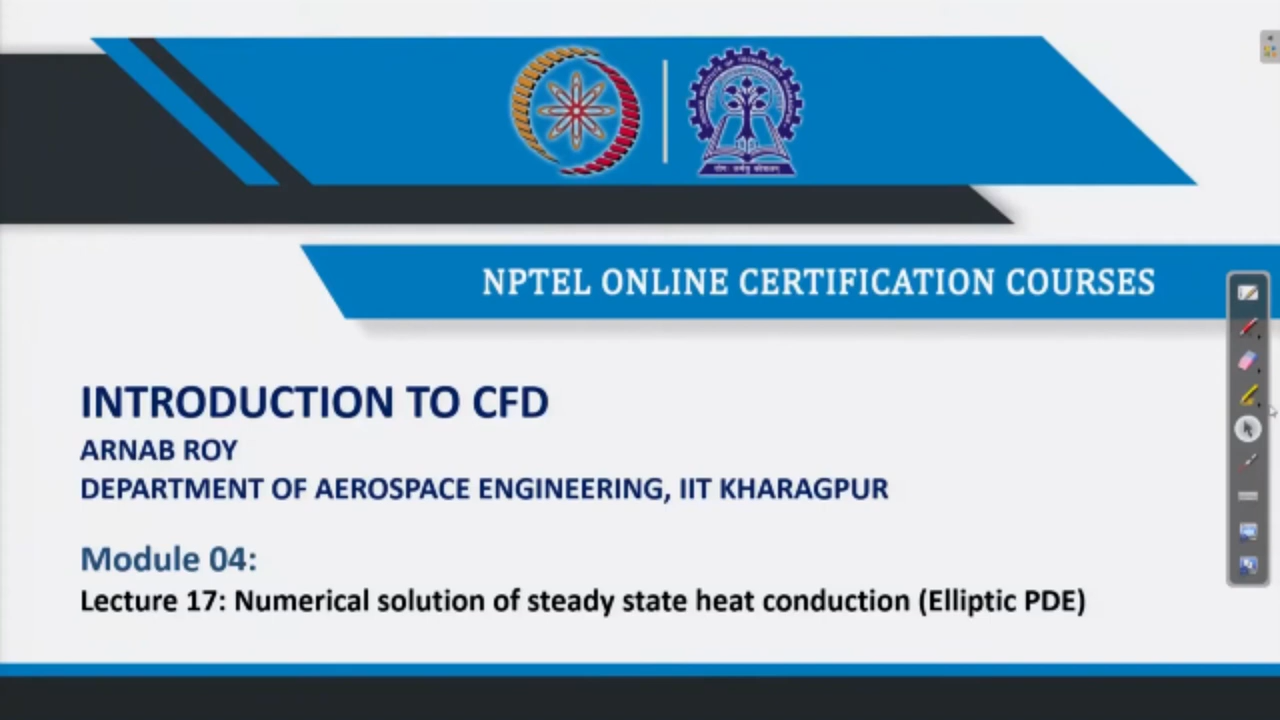 NPTEL ONLINE CERTIFICATION COURSES
INTRODUCTION TO CFD
ARNAB ROY
DEPARTMENT OF AEROSPACE ENGINEERING, IIT KHARAGPUR
Module 04:
Lecture 17: Numerical solution of steady state heat conduction (Elliptic PDE)